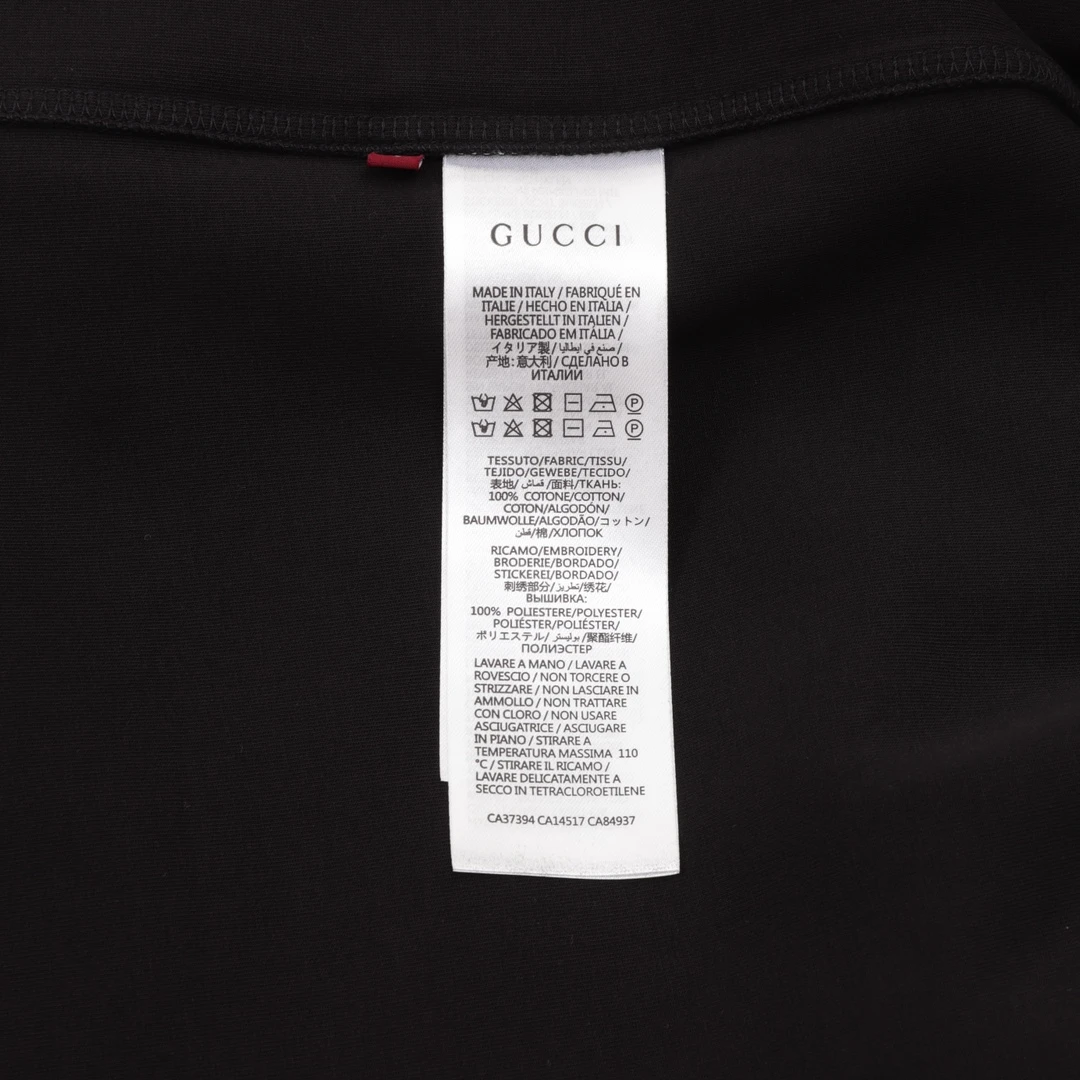 GUCCI
MADE IN ITALY / FABRIQUÉ EN
ITALIE / HECHO EN ITALIA /
HERGESTELLT IN ITALIEN /
FABRICADO EM ITÁLIA /
イタリア製 / صنع في ايطاليا /
产地: 意大利 / СДЕЛАНО В
ИТАЛИИ
P
P
TESSUTO/FABRIC/TISSU/
TEJIDO/GEWEBE/TECIDO/
表地/ قماش /面料/ТКАНЬ:
100% COTONE/COTTON/
COTON/ALGODÓN/
BAUMWOLLE/ALGODÃO/コットン/
قطن/棉/ХЛОПОК
RICAMO/EMBROIDERY/
BRODERIE/BORDADO/
STICKEREI/BORDADO/
刺绣部分/تطريز/绣花/
ВЫШИВКА:
100% POLIESTERE/POLYESTER/
POLIÉSTER/POLIÉSTER/
ポリエステル/ بوليستر /聚酯纤维/
ПОЛИЭСТЕР
LAVARE A MANO / LAVARE A
ROVESCIO / NON TORCERE O
STRIZZARE / NON LASCIARE IN
AMMOLLO / NON TRATTARE
CON CLORO / NON USARE
ASCIUGATRICE / ASCIUGARE
IN PIANO / STIRARE A
TEMPERATURA MASSIMA 110
°C / STIRARE IL RICAMO /
LAVARE DELICATAMENTE A
SECCO IN TETRACLOROETILENE
CA37394 CA14517 CA84937